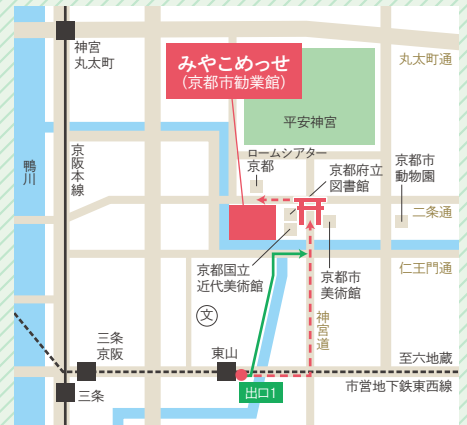 神宮
丸太町
みやこめっせ
（京都市勧業館）
丸太町通
平安神宮
鴨川
京阪本線
ロームシアター
京都
京都府立
図書館
京都市
動物園
二条通
仁王門通
京都国立
近代美術館
京都市
美術館
文
神宮道
三条
京阪
東山
至六地蔵
出口1
市営地下鉄東西線
三条